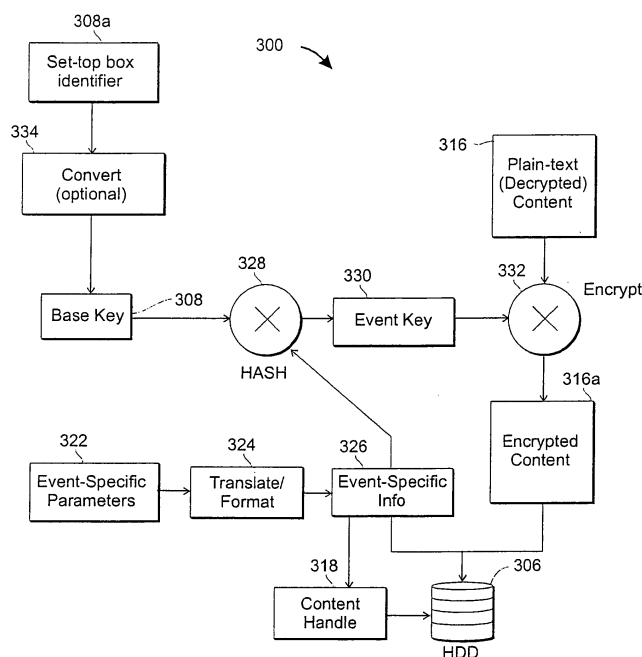 308a
Set-top box
identifier
300
334
Convert
(optional)
316
Plain-text
(Decrypted)
Content
328
330
332
Encrypt
Base Key
308
Event Key
HASH
316a
Encrypted
Content
322
Event-Specific
Parameters
324
Translate/
Format
326
Event-Specific
Info
318
Content
Handle
306
HDD